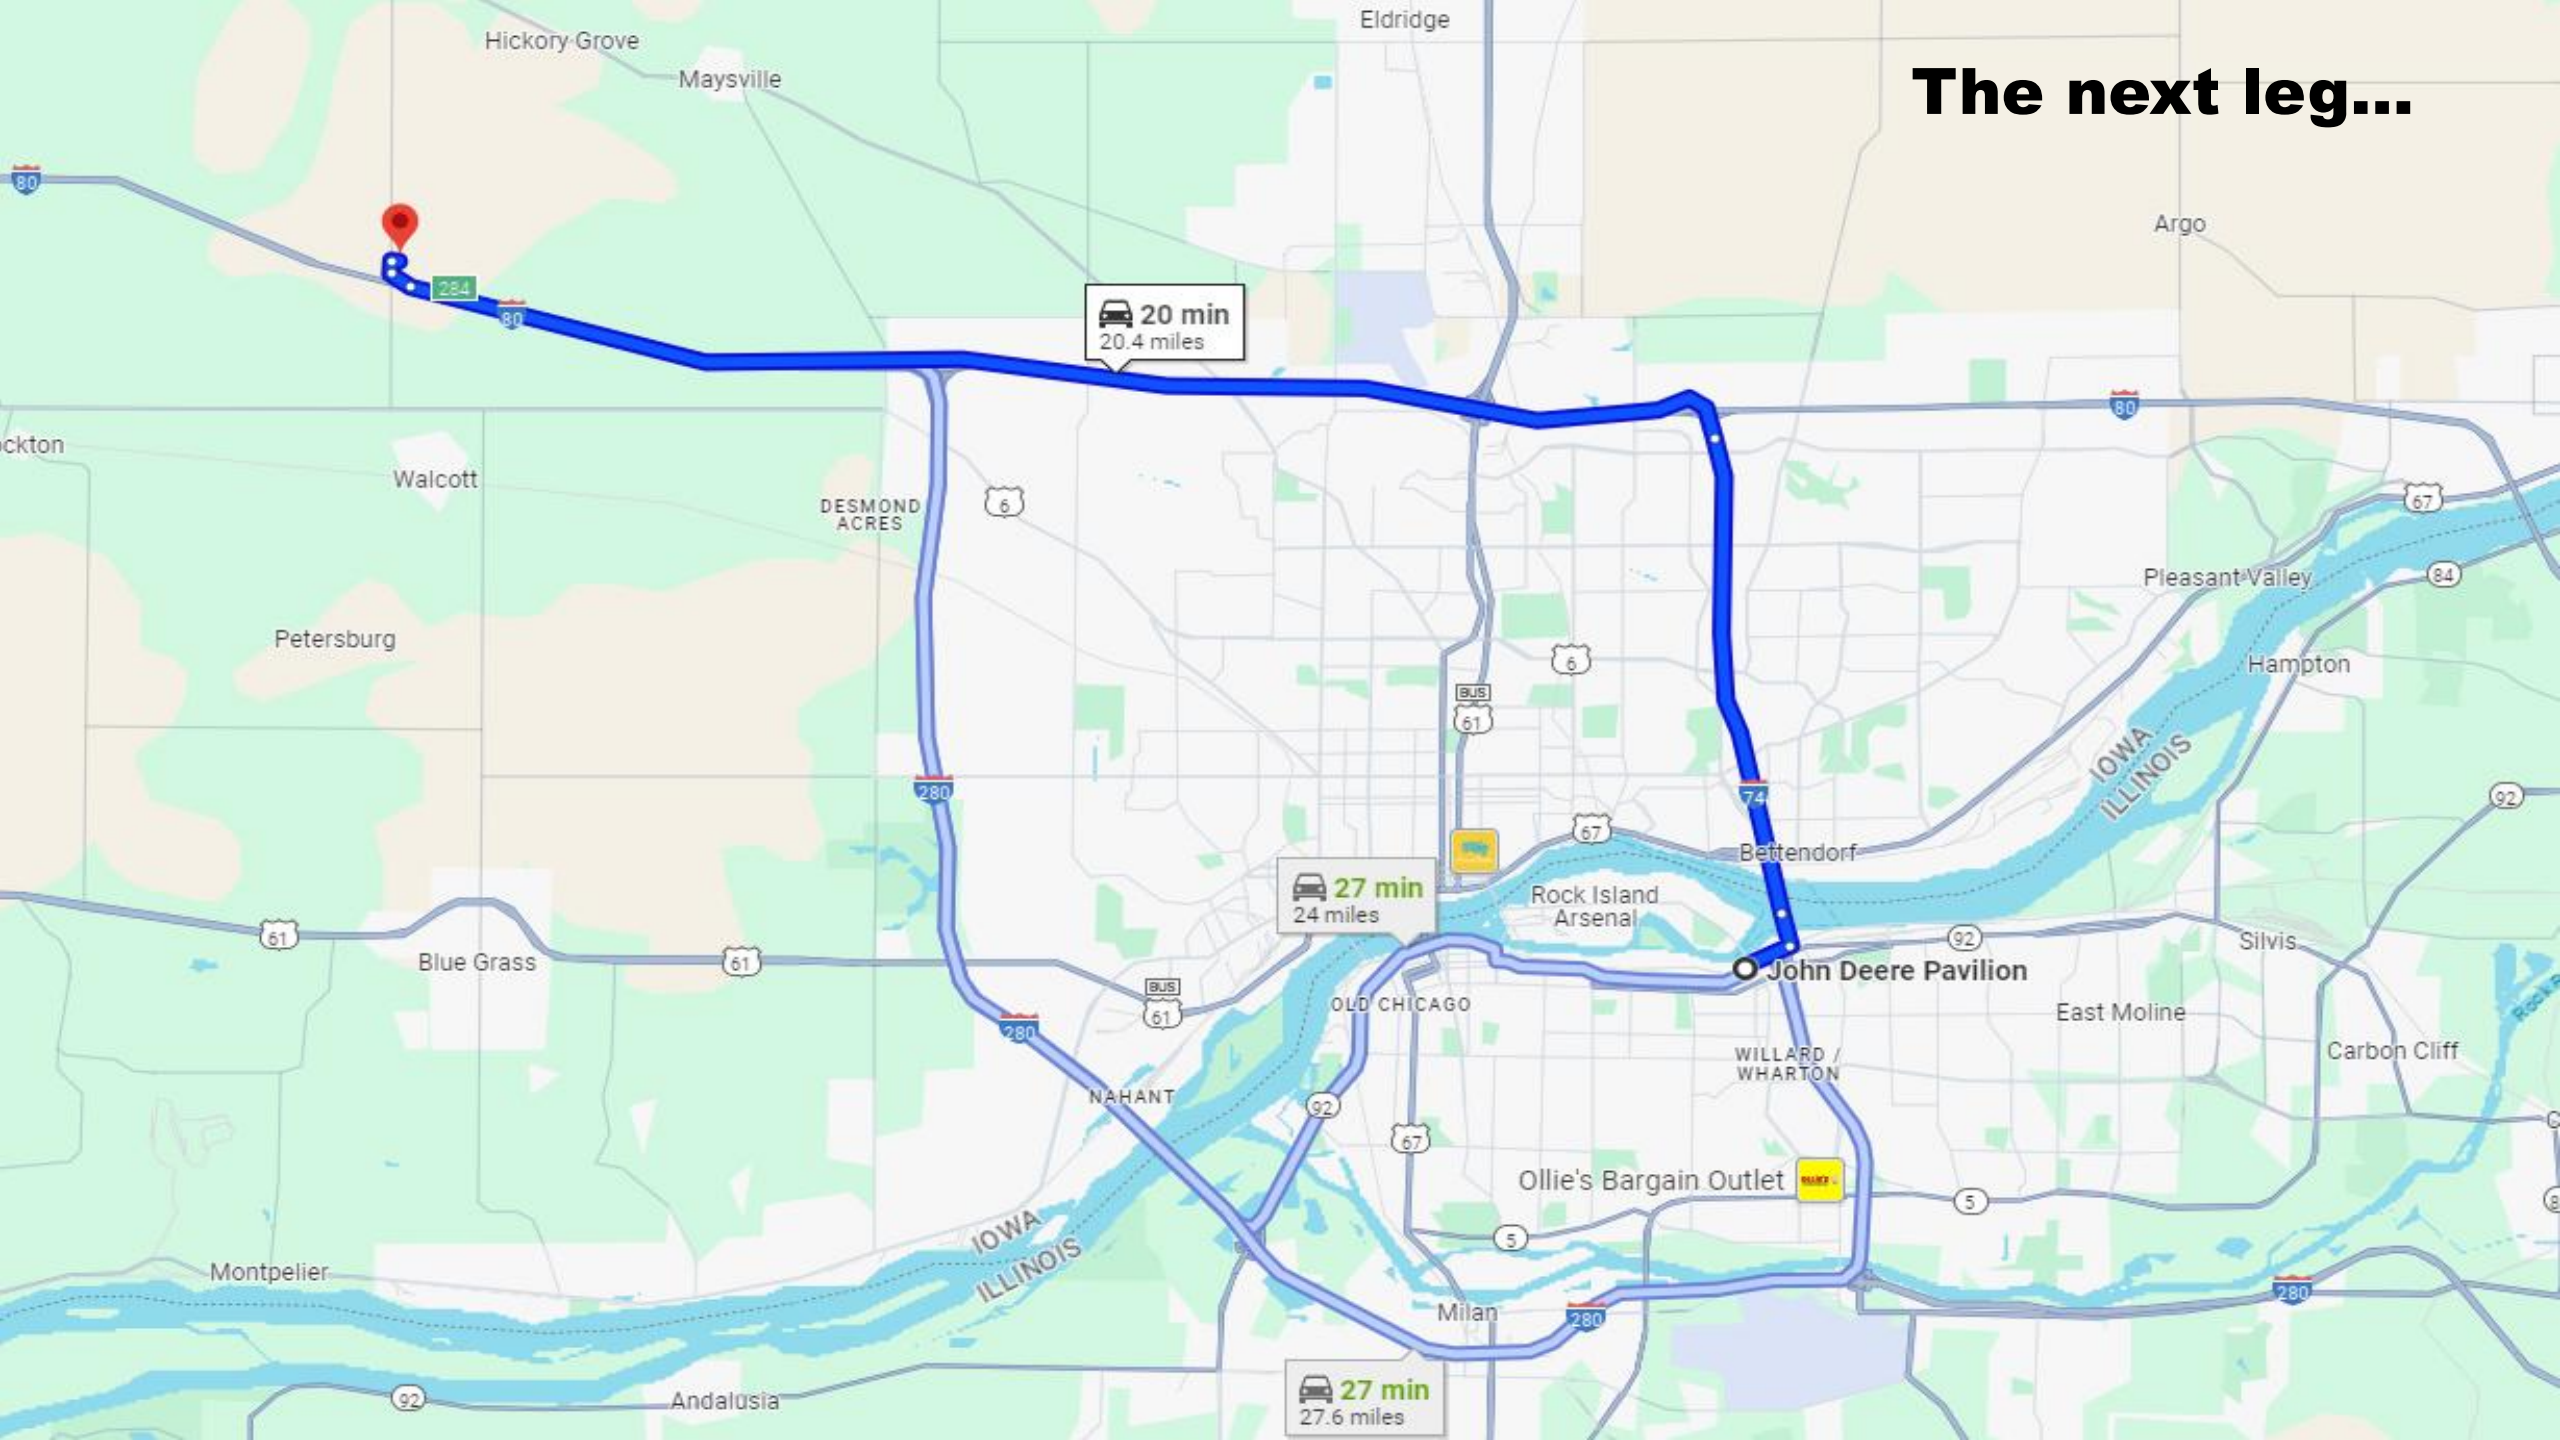 Eldridge
Hickory Grove
Maysville
The next leg...
80
Argo
284
80
20 min
20.4 miles
80
ockton
Walcott
67
DESMOND
ACRES
6
Pleasant Valley
84
Petersburg
6
Hampton
BUS
61
IOWA
ILLINOIS
280
74
92
67
Bettendorf
27 min
24 miles
Rock Island
Arsenal
61
Blue Grass
61
92
Silvis
John Deere Pavilion
BUS
61
OLD CHICAGO
East Moline
280
Carbon Cliff
WILLARD /
WHARTON
NAHANT
92
67
Ollie's Bargain Outlet
5
5
IOWA
ILLINOIS
Montpelier
Milan
280
280
92
Andalusia
27 min
27.6 miles